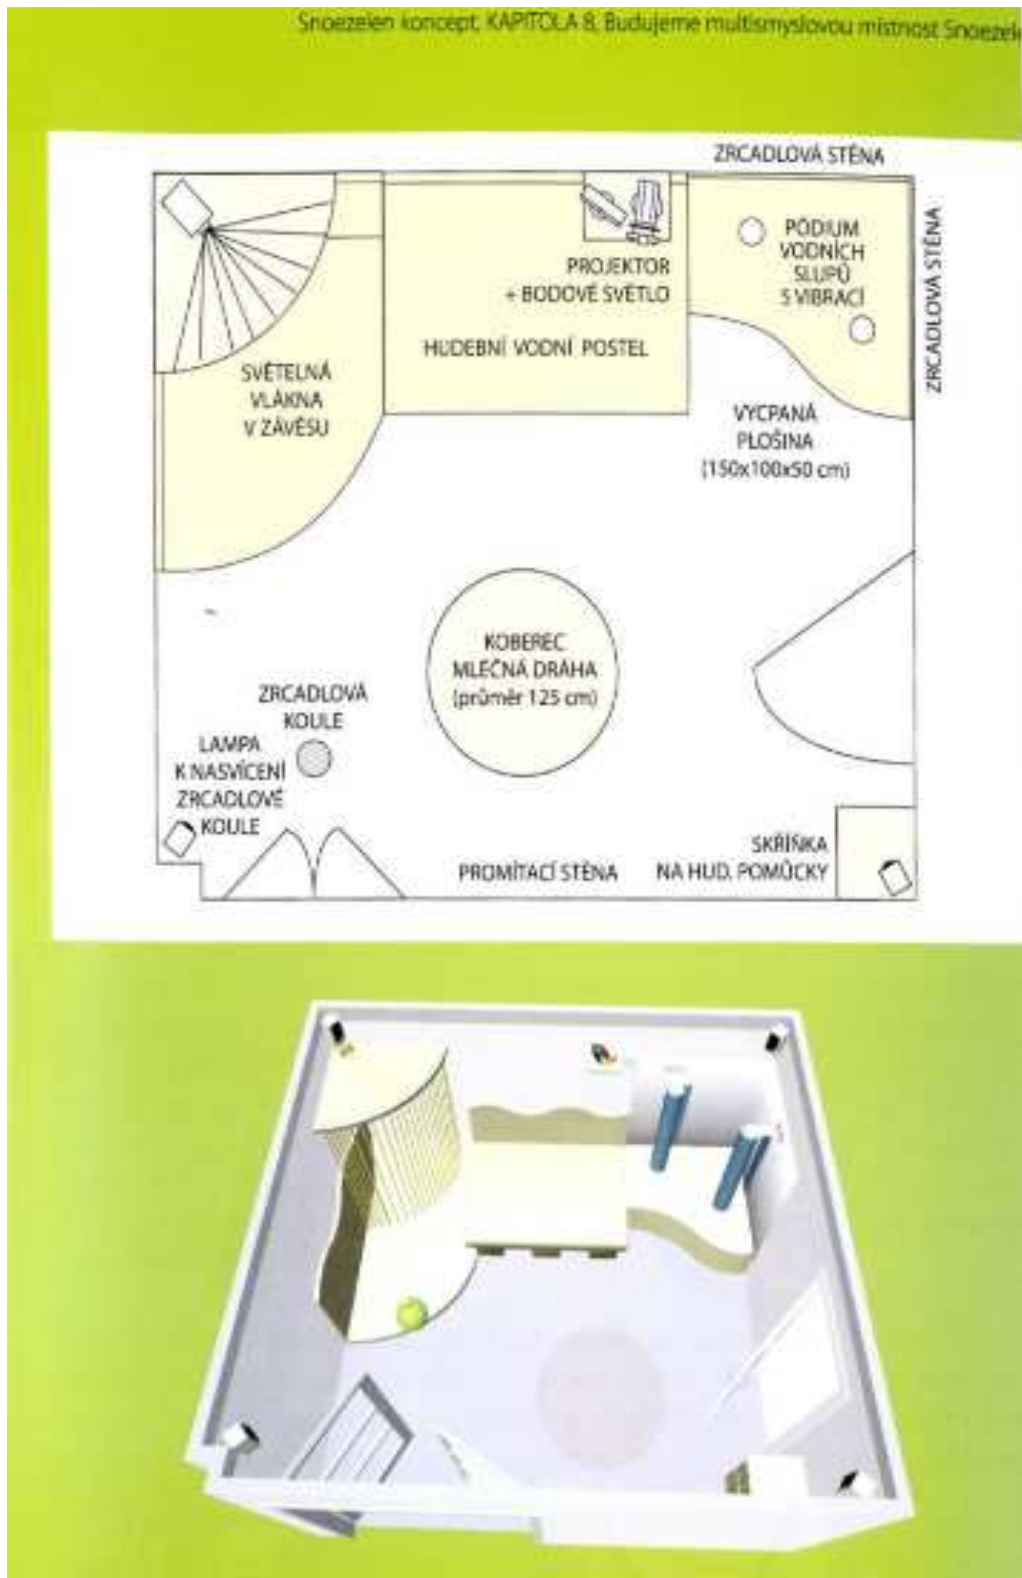 Snoezelen koncept, KAPITOLA 8, Budujeme multismyslovou místnost
ZRCADLOVÁ STĚNA
ZRCADLOVÁ STĚNA
PÓDIUM
VODNÍCH
SLUPŮ
S VIBRACÍ
PROJEKTOR
+ BODOVÉ SVĚTLO
HUDEBNÍ VODNÍ POSTEL
SVĚTELNÁ
VLÁKNA
V ZÁVĚSU
VYCPANÁ
PLOŠINA
(150x100x50 cm)
KOBEREC
MLÉČNÁ DRÁHA
(průměr 125 cm)
ZRCADLOVÁ
KOULE
LAMPA
K NASVÍCENÍ
ZRCADLOVÉ
KOULE
PROMÍTACÍ STĚNA
SKŘÍŇKA
NA HUD. POMŮCKY